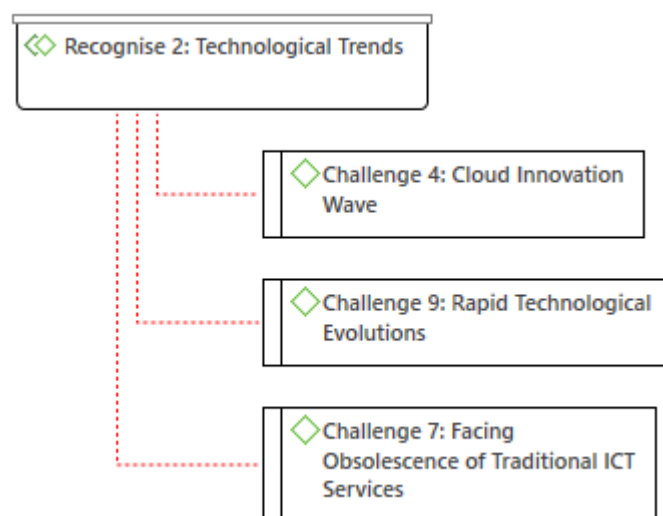 Recognise 2: Technological Trends
Challenge 4: Cloud Innovation
Wave
Challenge 9: Rapid Technological
Evolutions
Challenge 7: Facing
Obsolescence of Traditional ICT
Services